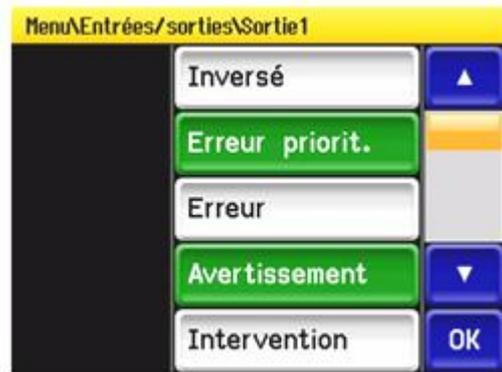 Menu\Entrées/sorties\Sortie1
Inversé
▲
Erreur priorit.
Erreur
Avertissement
▼
Intervention
OK